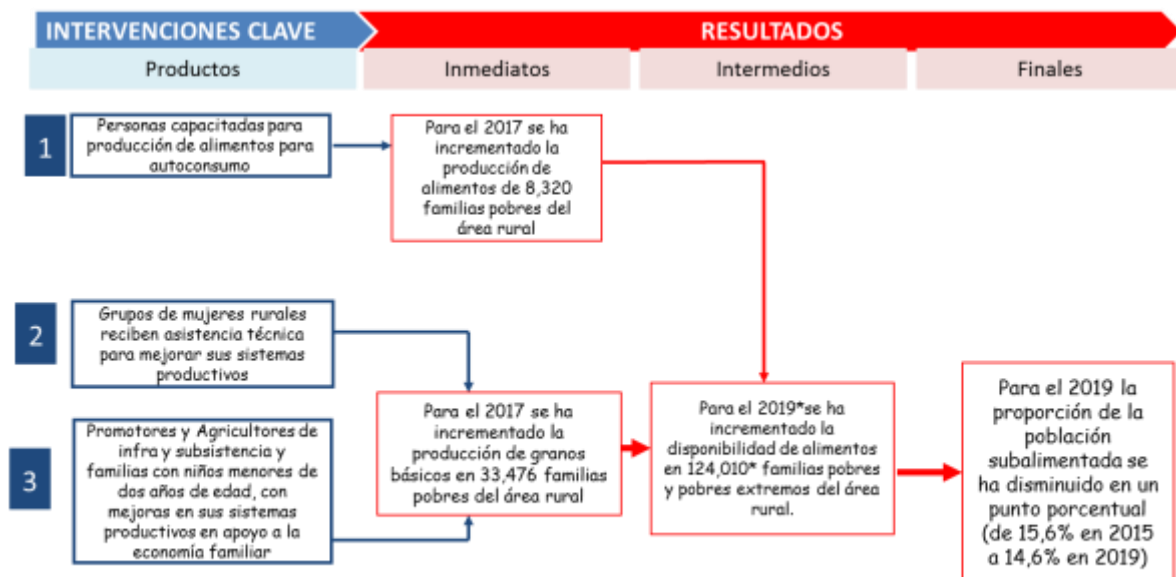 INTERVENCIONES CLAVE
RESULTADOS
Productos
Inmediatos
Intermedios
Finales
1
Personas capacitadas para
producción de alimentos para
autoconsumo
Para el 2017 se ha
incrementado la
producción de
alimentos de 8,320
familias pobres del
área rural
2
Grupos de mujeres rurales
reciben asistencia técnica
para mejorar sus sistemas
productivos
3
Promotores y Agricultores de
infra y subsistencia y
familias con niños menores de
dos años de edad, con
mejoras en sus sistemas
productivos en apoyo a la
economía familiar
Para el 2017 se ha
incrementado la
producción de granos
básicos en 33,476 familias
pobres del área rural
Para el 2019*se ha
incrementado la
disponibilidad de alimentos
en 124,010* familias pobres
y pobres extremos del área
rural.
Para el 2019 la
proporción de la
población
subalimentada se
ha disminuido en un
punto porcentual
(de 15,6% en 2015
a 14,6% en 2019)